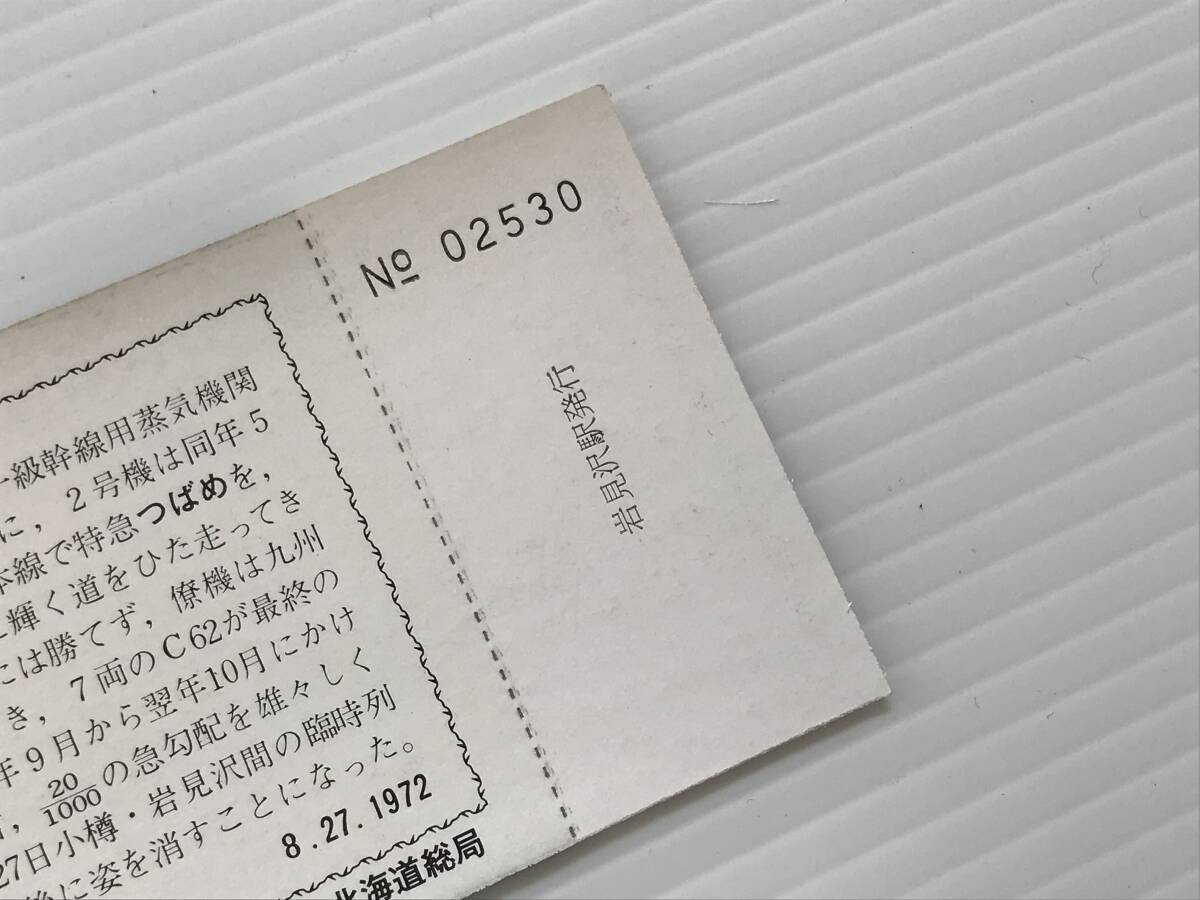 級幹線用蒸気機関
に，2号機は同年5
本線で特急つばめを，
輝く道をひた走ってき
には勝てず，僚機は九州
き，7両のC62が最終の
年9月から翌年10月にかけ
，20/1000の急勾配を雄々しく
27日小樽・岩見沢間の臨時列
後に姿を消すことになった。
8.27.1972
北海道総局
No 02530
岩見沢駅発行